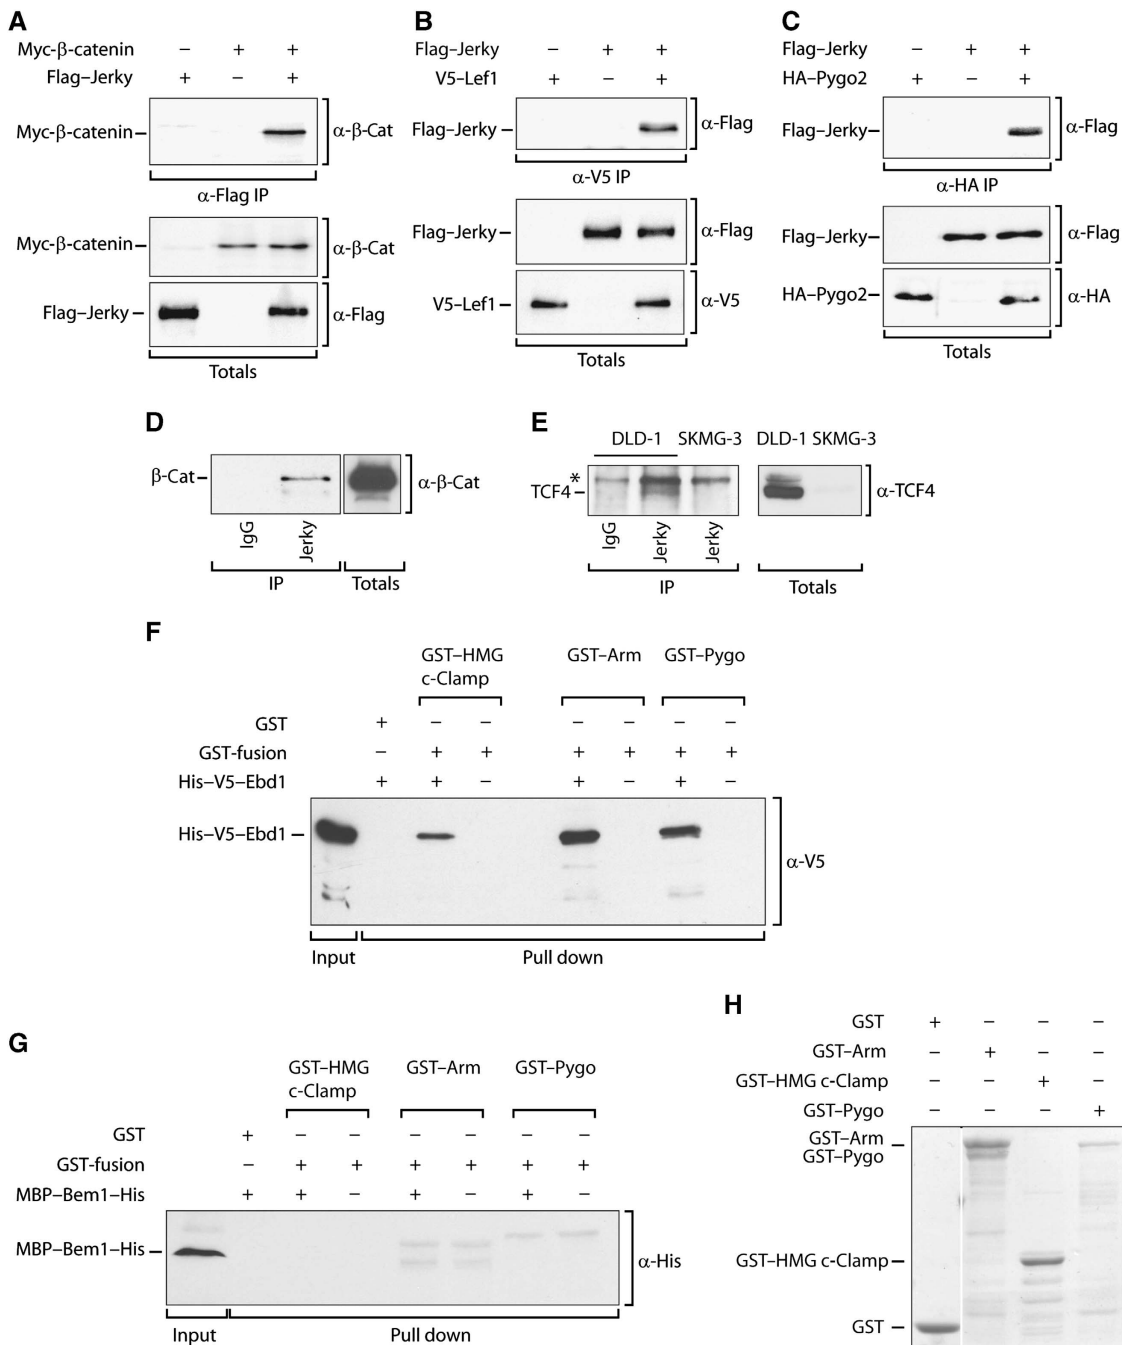 A
Myc-β-catenin – + +
Flag–Jerky + – +
Myc-β-catenin
α-β-Cat
α-Flag IP
Myc-β-catenin
α-β-Cat
Flag–Jerky
α-Flag
Totals
B
Flag–Jerky – + +
V5–Lef1 + – +
Flag–Jerky
α-Flag
α-V5 IP
Flag–Jerky
α-Flag
V5–Lef1
α-V5
Totals
C
Flag–Jerky – + +
HA–Pygo2 + – +
Flag–Jerky
α-Flag
α-HA IP
Flag–Jerky
α-Flag
HA–Pygo2
α-HA
Totals
D
β-Cat
α-β-Cat
IgG Jerky
IP Totals
E
DLD-1 SKMG-3 DLD-1 SKMG-3
*
TCF4
α-TCF4
IgG Jerky Jerky
IP Totals
F
GST–HMG c-Clamp GST–Arm GST–Pygo
GST + – – – – – –
GST-fusion – + + + + + +
His–V5–Ebd1 + + – + – + –
His–V5–Ebd1
α-V5
Input Pull down
G
GST–HMG c-Clamp GST–Arm GST–Pygo
GST + – – – – – –
GST-fusion – + + + + + +
MBP–Bem1–His + + – + – + –
MBP–Bem1–His
α-His
Input Pull down
H
GST + – – –
GST–Arm – + – –
GST–HMG c-Clamp – – + –
GST–Pygo – – – +
GST–Arm
GST–Pygo
GST–HMG c-Clamp
GST